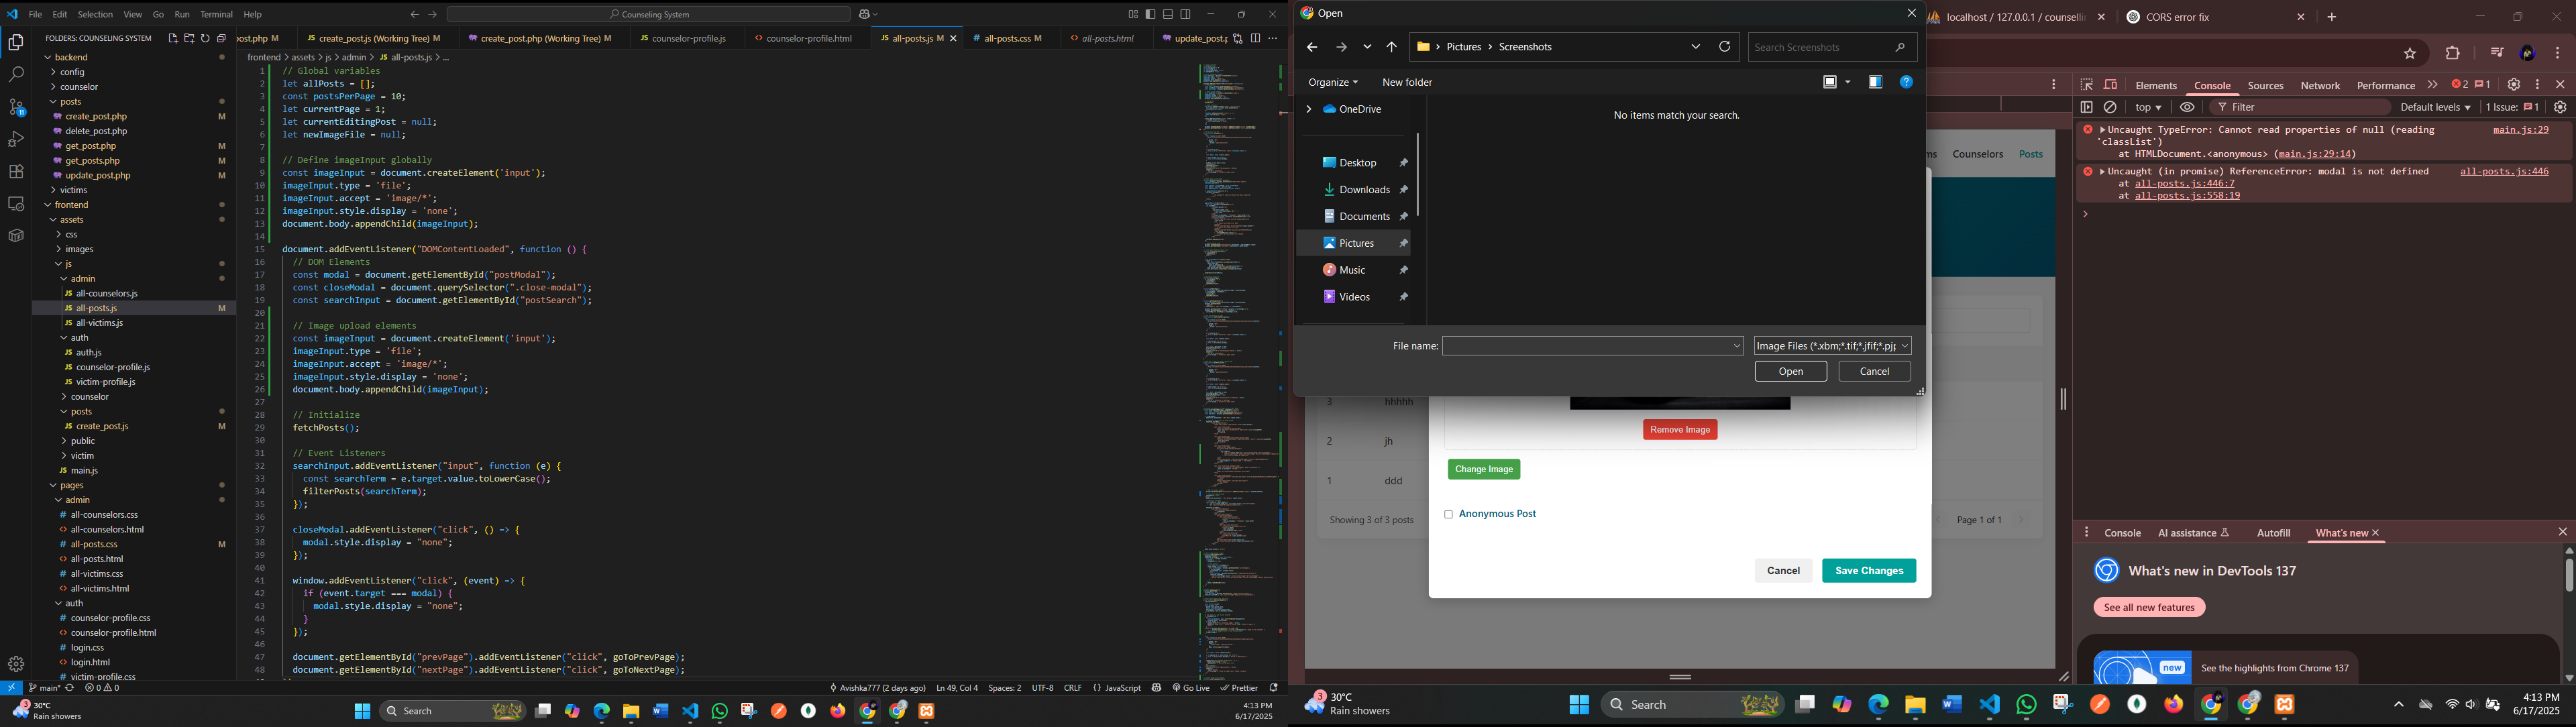 File Edit Selection View Go Run Terminal Help
Counseling System
FOLDERS: COUNSELING SYSTEM
backend
config
counselor
posts
create_post.php M
delete_post.php
get_post.php M
get_posts.php M
update_post.php M
victims
frontend
assets
css
images
js
admin
JS all-counselors.js
JS all-posts.js M
JS all-victims.js
auth
JS auth.js
JS counselor-profile.js
JS victim-profile.js
counselor
posts
JS create_post.js M
public
victim
JS main.js
pages
admin
# all-counselors.css
all-counselors.html
# all-posts.css M
all-posts.html
# all-victims.css
all-victims.html
auth
# counselor-profile.css
counselor-profile.html
# login.css
login.html
# victim-profile.css
post.php M
JS create_post.js (Working Tree) M
create_post.php (Working Tree) M
JS counselor-profile.js
counselor-profile.html
JS all-posts.js M
# all-posts.css M
all-posts.html
update_post.p
frontend > assets > js > admin > JS all-posts.js > ...
1 // Global variables
2 let allPosts = [];
3 const postsPerPage = 10;
4 let currentPage = 1;
5 let currentEditingPost = null;
6 let newImageFile = null;
7
8 // Define imageInput globally
9 const imageInput = document.createElement('input');
10 imageInput.type = 'file';
11 imageInput.accept = 'image/*';
12 imageInput.style.display = 'none';
13 document.body.appendChild(imageInput);
14
15 document.addEventListener("DOMContentLoaded", function () {
16 // DOM Elements
17 const modal = document.getElementById("postModal");
18 const closeModal = document.querySelector(".close-modal");
19 const searchInput = document.getElementById("postSearch");
20
21 // Image upload elements
22 const imageInput = document.createElement('input');
23 imageInput.type = 'file';
24 imageInput.accept = 'image/*';
25 imageInput.style.display = 'none';
26 document.body.appendChild(imageInput);
27
28 // Initialize
29 fetchPosts();
30
31 // Event Listeners
32 searchInput.addEventListener("input", function (e) {
33 const searchTerm = e.target.value.toLowerCase();
34 filterPosts(searchTerm);
35 });
36
37 closeModal.addEventListener("click", () => {
38 modal.style.display = "none";
39 });
40
41 window.addEventListener("click", (event) => {
42 if (event.target === modal) {
43 modal.style.display = "none";
44 }
45 });
46
47 document.getElementById("prevPage").addEventListener("click", goToPrevPage);
48 document.getElementById("nextPage").addEventListener("click", goToNextPage);
main* 0 0 Avishka777 (2 days ago) Ln 49, Col 4 Spaces: 2 UTF-8 CRLF {} JavaScript Go Live Prettier
3 30°C
Rain showers
Search
4:13 PM
6/17/2025
Open
Pictures > Screenshots
Search Screenshots
Organize New folder
OneDrive
Desktop
Downloads
Documents
Pictures
Music
Videos
No items match your search.
File name:
Image Files (*.xbm;*.tif;*.jfif;*.pjp
Open Cancel
localhost / 127.0.0.1 / counselli
CORS error fix
ms Counselors Posts
3 hhhhh
2 jh
1 ddd
Showing 3 of 3 posts
Page 1 of 1
Remove Image
Change Image
Anonymous Post
Cancel Save Changes
Elements Console Sources Network Performance 2 1
top Filter Default levels 1 Issue: 1
Uncaught TypeError: Cannot read properties of null (reading main.js:29
'classList')
at HTMLDocument.<anonymous> (main.js:29:14)
Uncaught (in promise) ReferenceError: modal is not defined all-posts.js:446
at all-posts.js:446:7
at all-posts.js:558:19
Console AI assistance Autofill What's new
What's new in DevTools 137
See all new features
new
See the highlights from Chrome 137
3 30°C
Rain showers
Search
4:13 PM
6/17/2025